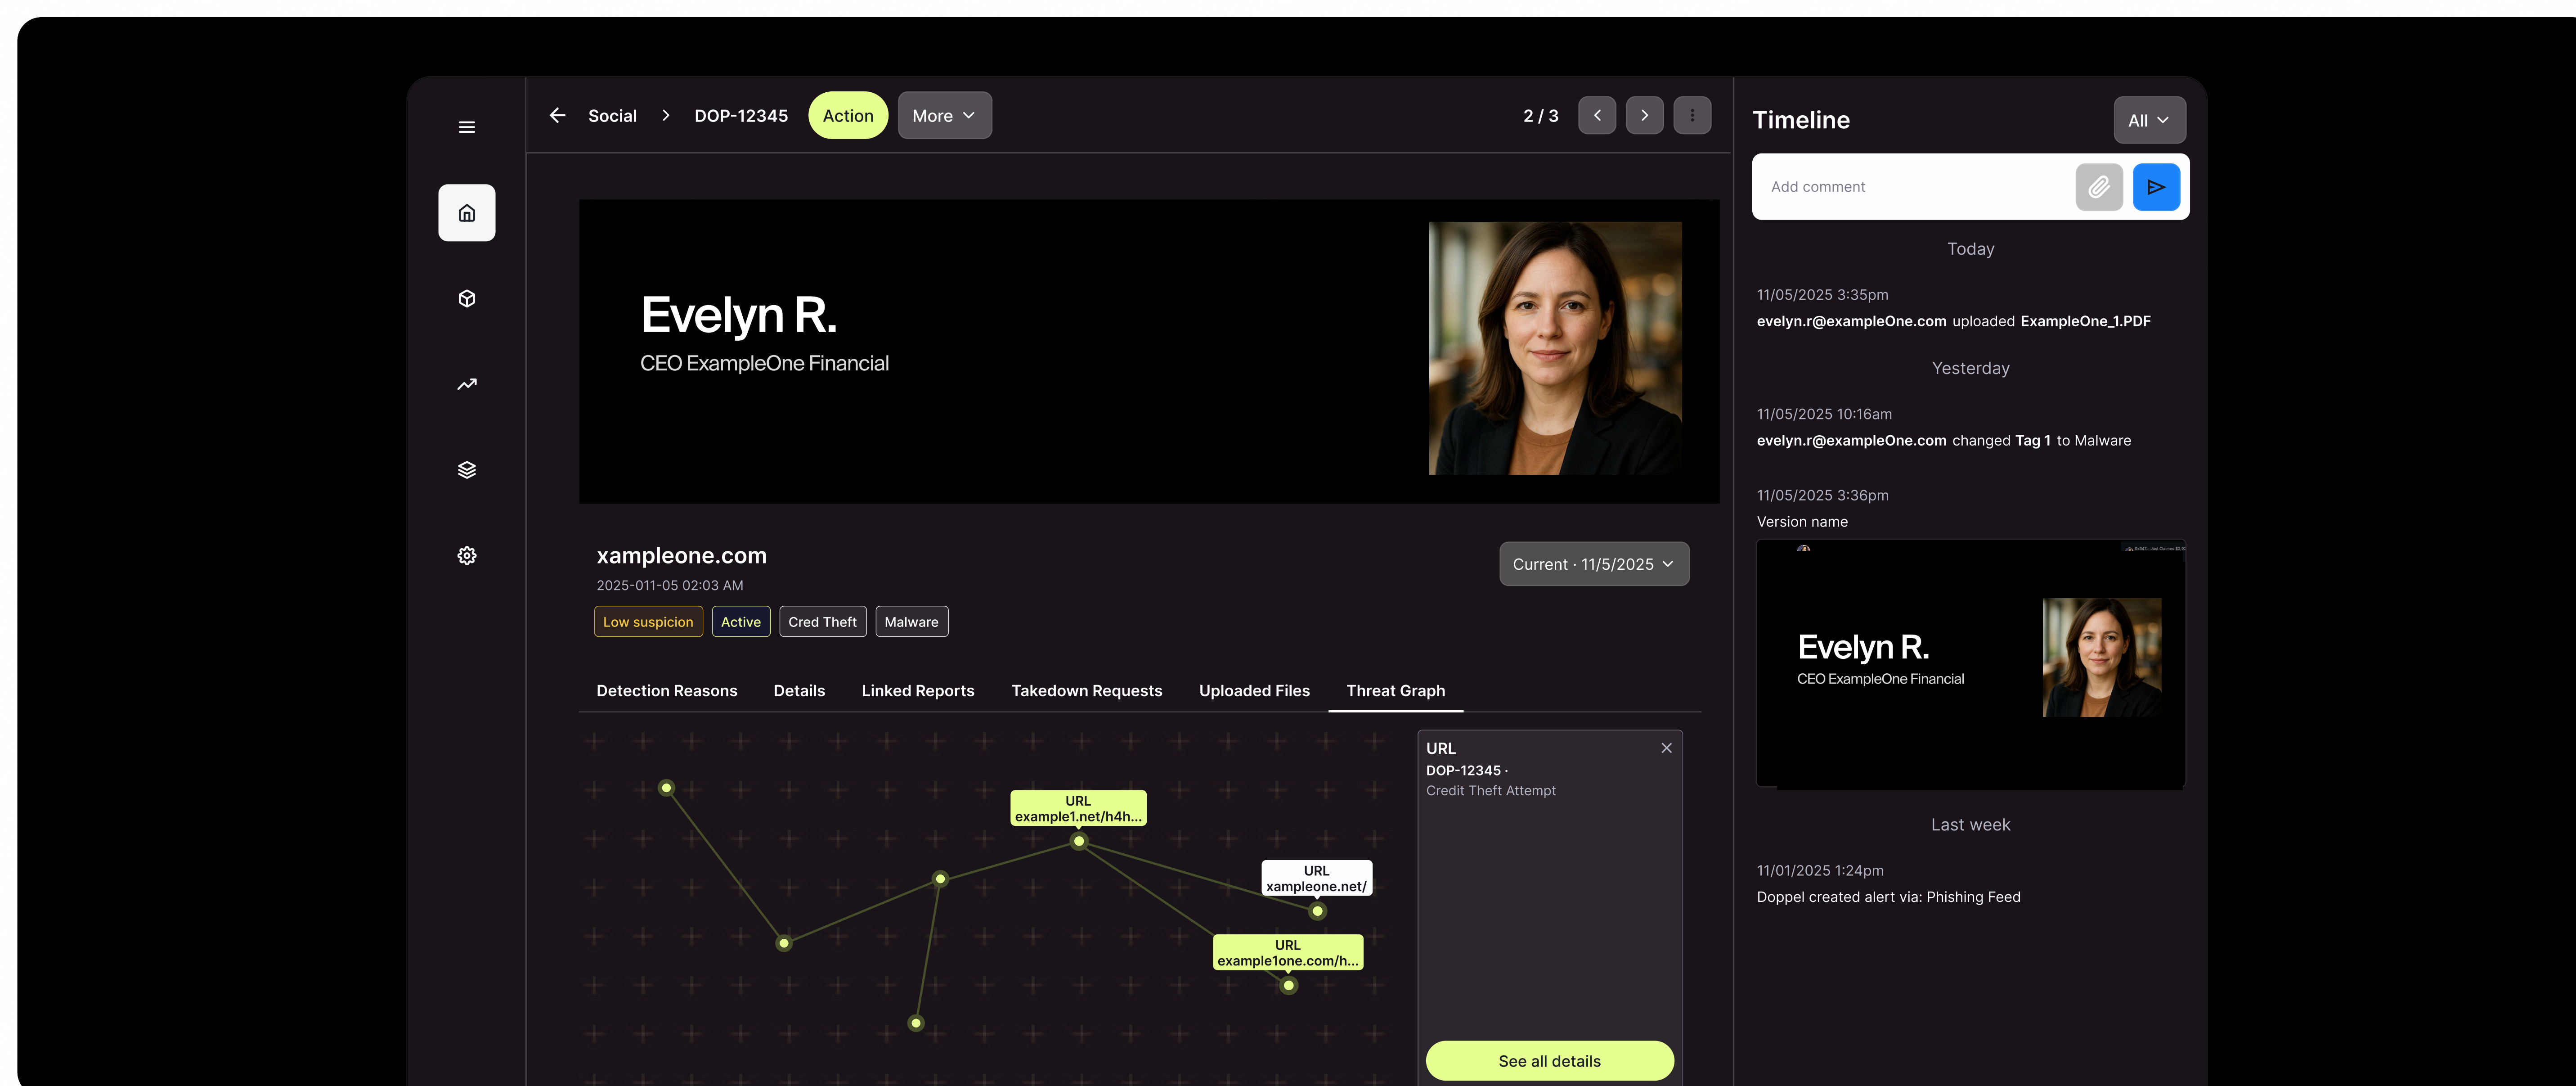 Social
DOP-12345
Action
More
2 / 3
Evelyn R.
CEO ExampleOne Financial
xampleone.com
2025-011-05 02:03 AM
Current · 11/5/2025
Low suspicion
Active
Cred Theft
Malware
Detection Reasons
Details
Linked Reports
Takedown Requests
Uploaded Files
Threat Graph
URL
example1.net/h4h...
URL
xampleone.net/
URL
example1one.com/h...
URL
DOP-12345 ·
Credit Theft Attempt
See all details
Timeline
All
Add comment
Today
11/05/2025 3:35pm
evelyn.r@exampleOne.com uploaded ExampleOne_1.PDF
Yesterday
11/05/2025 10:16am
evelyn.r@exampleOne.com changed Tag 1 to Malware
11/05/2025 3:36pm
Version name
Evelyn R.
CEO ExampleOne Financial
Last week
11/01/2025 1:24pm
Doppel created alert via: Phishing Feed